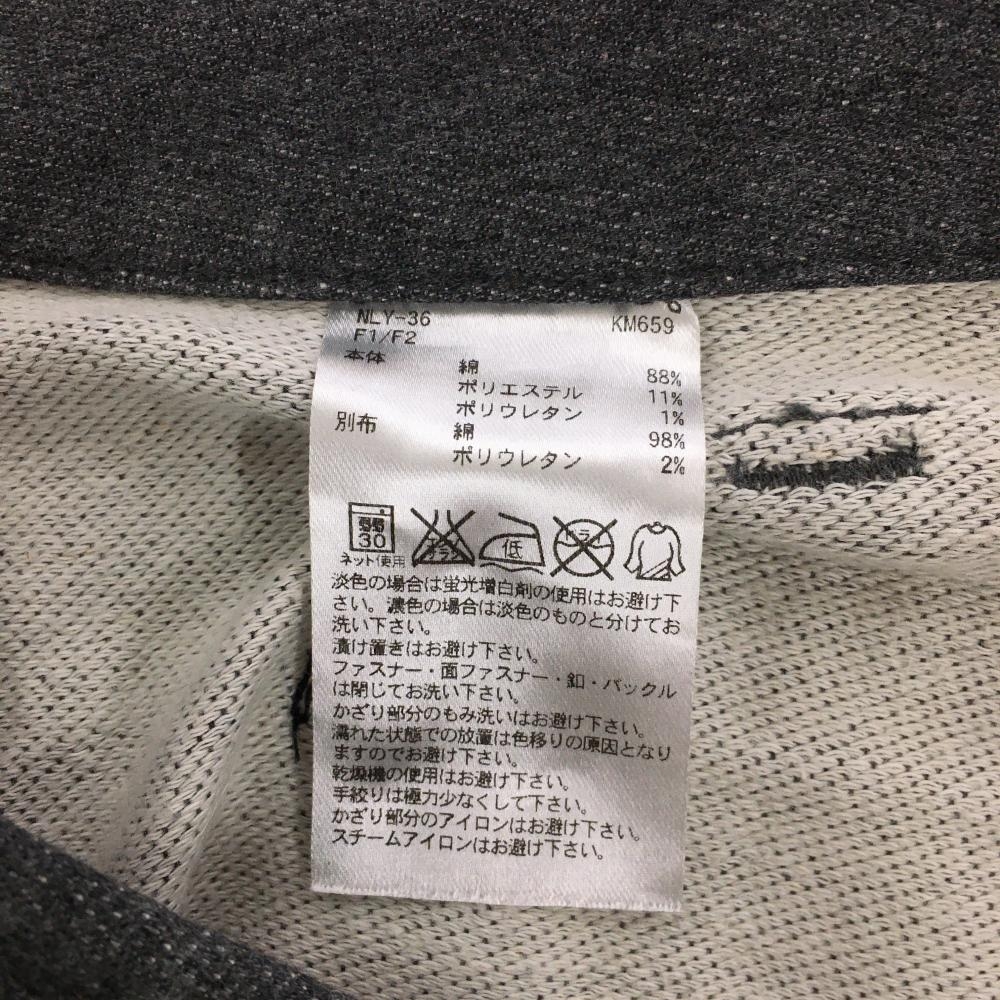 NLY-36 KM659
F1/F2
本体 綿 88%
ポリエステル 11%
ポリウレタン 1%
別布 綿 98%
ポリウレタン 2%
弱
30
エンソサラシ
低
ドライ
ネット使用
淡色の場合は蛍光増白剤の使用はお避け下
さい。濃色の場合は淡色のものと分けてお
洗い下さい。
漬け置きはお避け下さい。
ファスナー・面ファスナー・釦・バックル
は閉じてお洗い下さい。
かざり部分のもみ洗いはお避け下さい。
濡れた状態での放置は色移りの原因となり
ますのでお避け下さい。
乾燥機の使用はお避け下さい。
手絞りは極力少なくして下さい。
かざり部分のアイロンはお避け下さい。
スチームアイロンはお避け下さい。